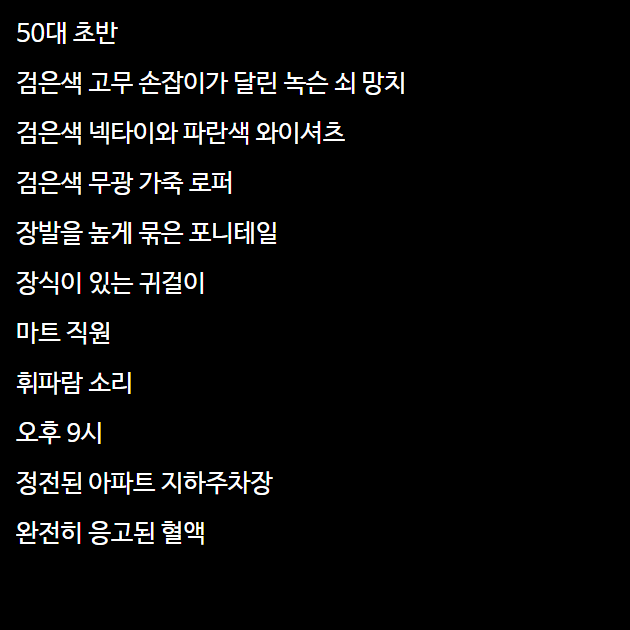 50대 초반
검은색 고무 손잡이가 달린 녹슨 쇠 망치
검은색 넥타이와 파란색 와이셔츠
검은색 무광 가죽 로퍼
장발을 높게 묶은 포니테일
장식이 있는 귀걸이
마트 직원
휘파람 소리
오후 9시
정전된 아파트 지하주차장
완전히 응고된 혈액